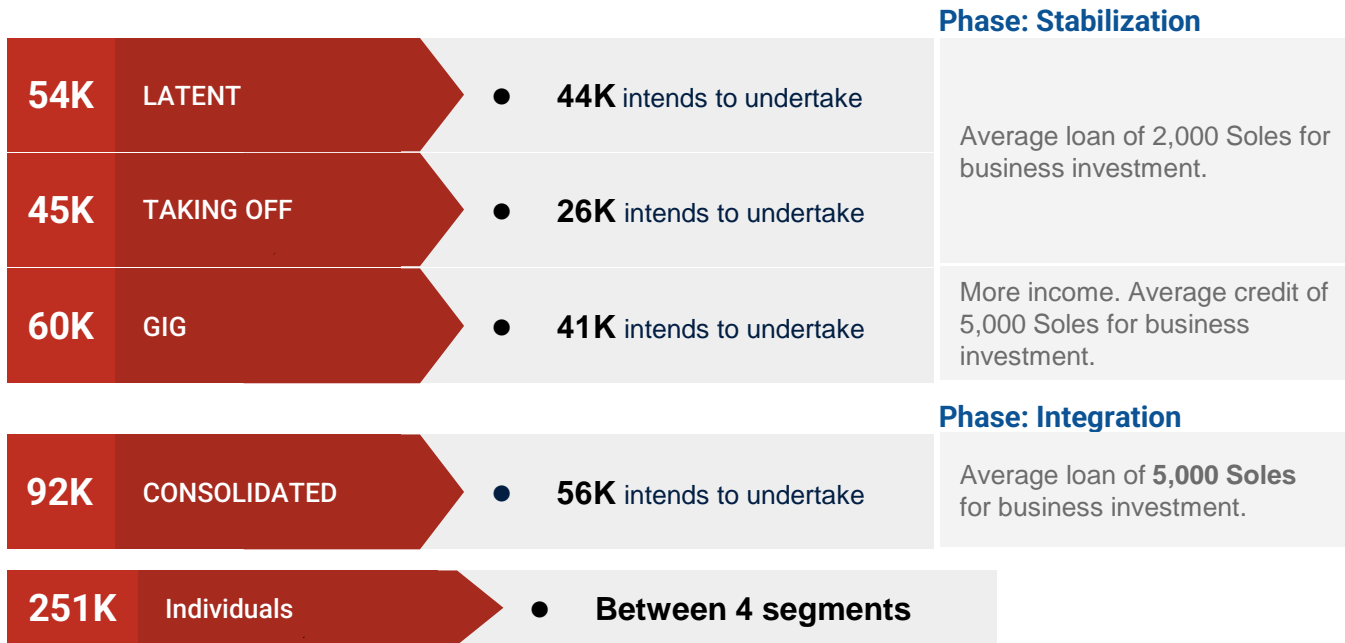 Phase: Stabilization
54K LATENT ● 44K intends to undertake
Average loan of 2,000 Soles for
business investment.
45K TAKING OFF ● 26K intends to undertake
60K GIG ● 41K intends to undertake
More income. Average credit of
5,000 Soles for business
investment.
Phase: Integration
92K CONSOLIDATED ● 56K intends to undertake
Average loan of 5,000 Soles
for business investment.
251K Individuals ● Between 4 segments